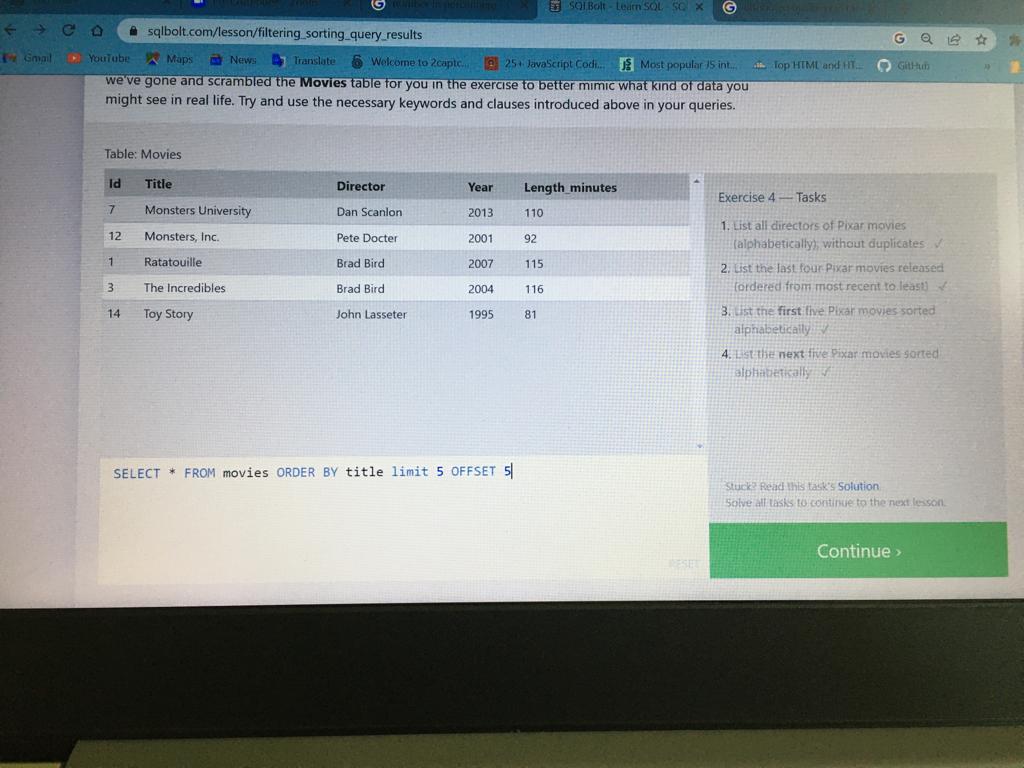 SQLBolt - Learn SQL - SQ
sqlbolt.com/lesson/filtering_sorting_query_results
Gmail YouTube Maps News Translate Welcome to 2captc... 25+ JavaScript Codi... Most popular JS int... Top HTML and HT... GitHub »
we've gone and scrambled the Movies table for you in the exercise to better mimic what kind of data you
might see in real life. Try and use the necessary keywords and clauses introduced above in your queries.
Table: Movies
Id Title Director Year Length_minutes
7 Monsters University Dan Scanlon 2013 110
12 Monsters, Inc. Pete Docter 2001 92
1 Ratatouille Brad Bird 2007 115
3 The Incredibles Brad Bird 2004 116
14 Toy Story John Lasseter 1995 81
Exercise 4 — Tasks
1. List all directors of Pixar movies
(alphabetically), without duplicates ✓
2. List the last four Pixar movies released
(ordered from most recent to least) ✓
3. List the first five Pixar movies sorted
alphabetically ✓
4. List the next five Pixar movies sorted
alphabetically ✓
SELECT * FROM movies ORDER BY title limit 5 OFFSET 5
RESET
Stuck? Read this task's Solution.
Solve all tasks to continue to the next lesson.
Continue ›